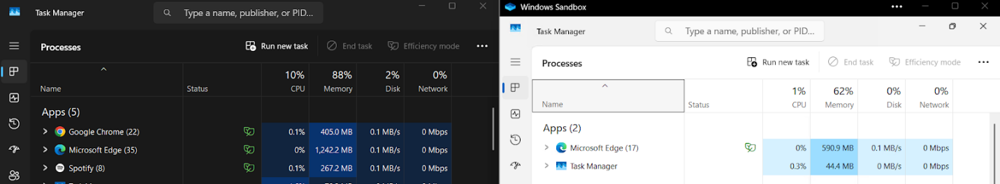 Task Manager
Type a name, publisher, or PID...
Processes
Run new task
End task
Efficiency mode
10% 88% 2% 0%
Name Status CPU Memory Disk Network
Apps (5)
Google Chrome (22) 0.1% 405.0 MB 0.1 MB/s 0 Mbps
Microsoft Edge (35) 0% 1,242.2 MB 0.1 MB/s 0 Mbps
Spotify (8) 0.1% 267.2 MB 0.1 MB/s 0 Mbps
Windows Sandbox
Task Manager
Type a name, publisher, or PID...
Processes
Run new task
End task
Efficiency mode
1% 62% 0% 0%
Name Status CPU Memory Disk Network
Apps (2)
Microsoft Edge (17) 0% 590.9 MB 0.1 MB/s 0 Mbps
Task Manager 0.3% 44.4 MB 0 MB/s 0 Mbps